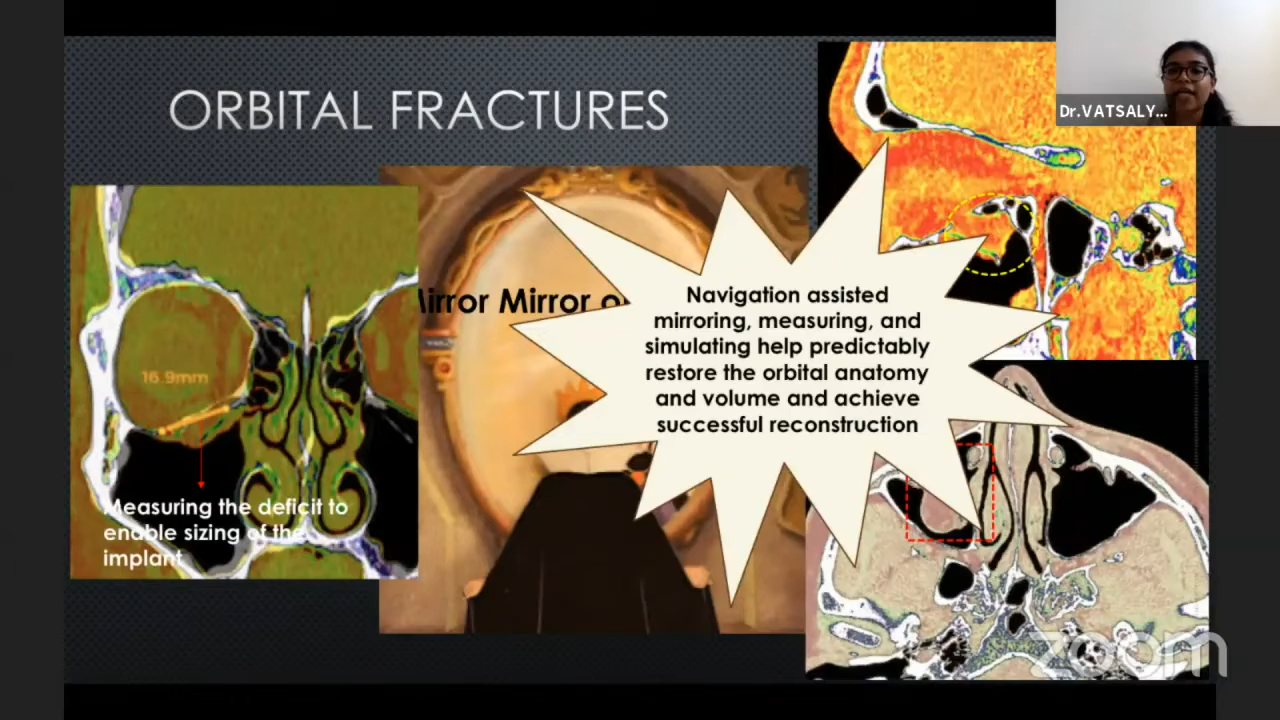 Dr.VATSALY...
ORBITAL FRACTURES
Mirror Mirror o
Navigation assisted
mirroring, measuring, and
simulating help predictably
restore the orbital anatomy
and volume and achieve
successful reconstruction
16.9mm
Measuring the deficit to
enable sizing of the
implant
zoom